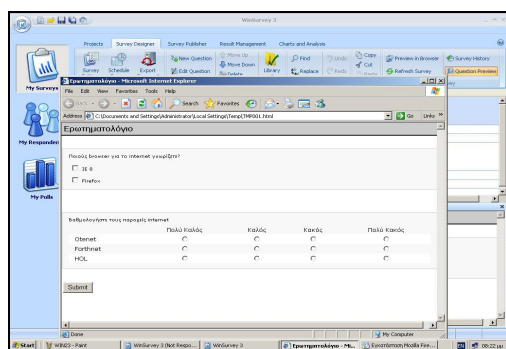 WinSurvey 3
Projects Survey Designer Survey Publisher Result Management Charts and Analysis
New Question Move Up Find Undo Copy Preview in Browser Survey History
Move Down Cut
Survey Schedule Export Edit Question Delete Library Replace Redo Refresh Survey Question Preview
My Surveys
Ερωτηματολόγιο - Microsoft Internet Explorer
File Edit View Favorites Tools Help
Back Search Favorites
Address C:\Documents and Settings\Administrator\Local Settings\Temp\TMP001.html Go Links
Ερωτηματολόγιο
My Responden
Ποιούς browser για το internet γνωρίζετε?
IE 8
Firefox
My Polls
Βαθμολογήστε τους παροχείς internet
Πολύ Καλός Καλός Κακός Πολύ Κακός
Otenet
Forthnet
HOL
Submit
Done My Computer
Start WIN23 - Paint WinSurvey 3 (Not Respo... WinSurvey 3 Ερωτηματολόγιο - Mi... Εγκατάσταση Mozilla Fire... EN 08:22 μμ